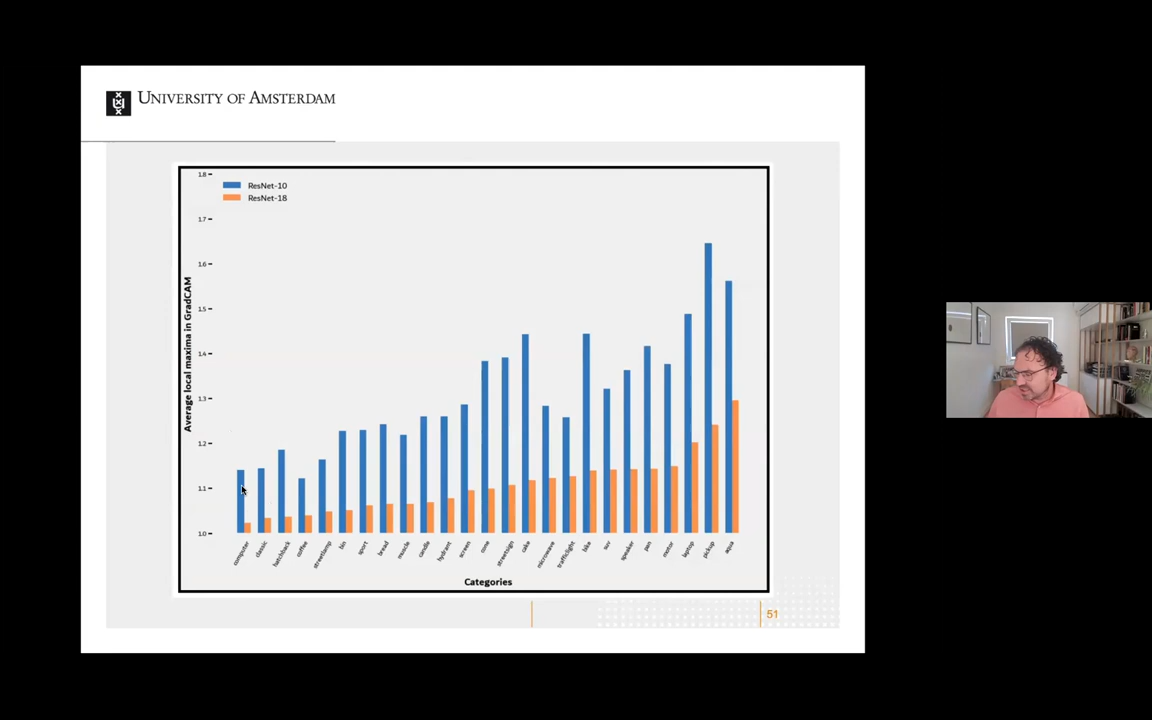 UNIVERSITY OF AMSTERDAM
ResNet-10
ResNet-18
1.8
1.7
1.6
1.5
1.4
1.3
1.2
1.1
1.0
Average local maxima in GradCAM
computer
classic
hatchback
coffee
streetlamp
bin
sport
bread
muscle
candle
hydrant
screen
cone
streetsign
cake
microwave
trafficlight
bike
suv
speaker
pen
motor
laptop
pickup
aqua
Categories
51